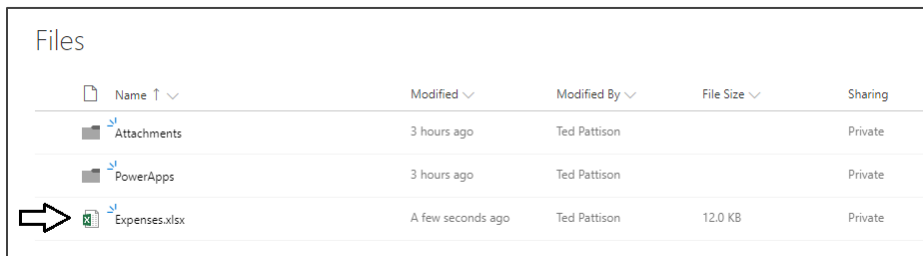 Files
Name ↑ Modified Modified By File Size Sharing
Attachments 3 hours ago Ted Pattison Private
PowerApps 3 hours ago Ted Pattison Private
Expenses.xlsx A few seconds ago Ted Pattison 12.0 KB Private